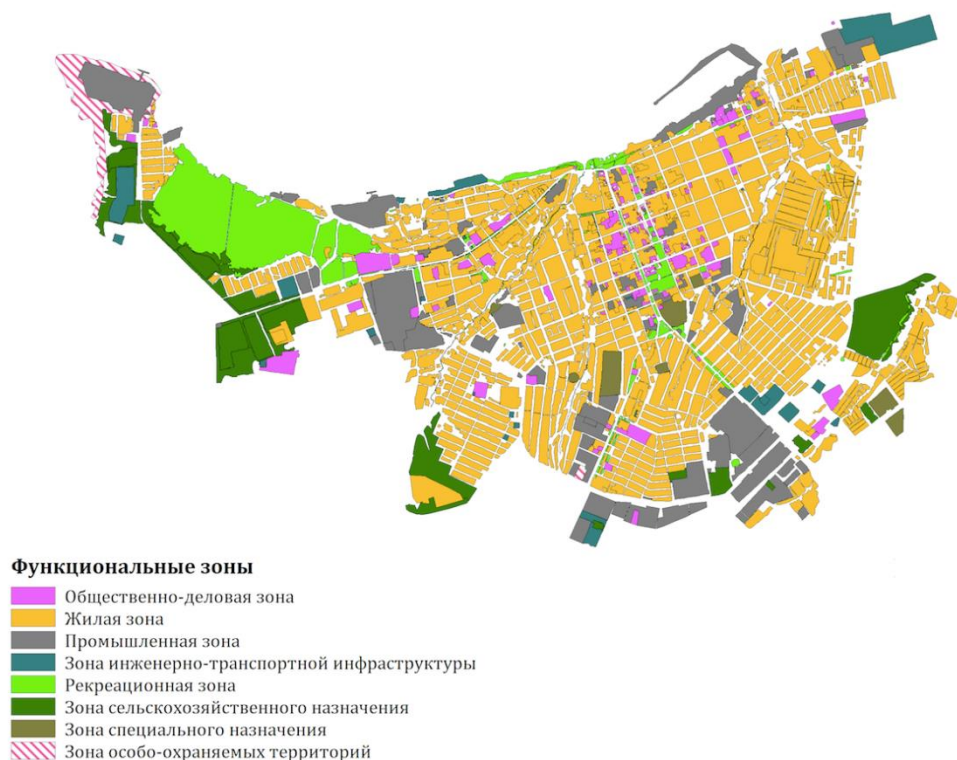 Функциональные зоны
Общественно-деловая зона
Жилая зона
Промышленная зона
Зона инженерно-транспортной инфраструктуры
Рекреационная зона
Зона сельскохозяйственного назначения
Зона специального назначения
Зона особо-охраняемых территорий